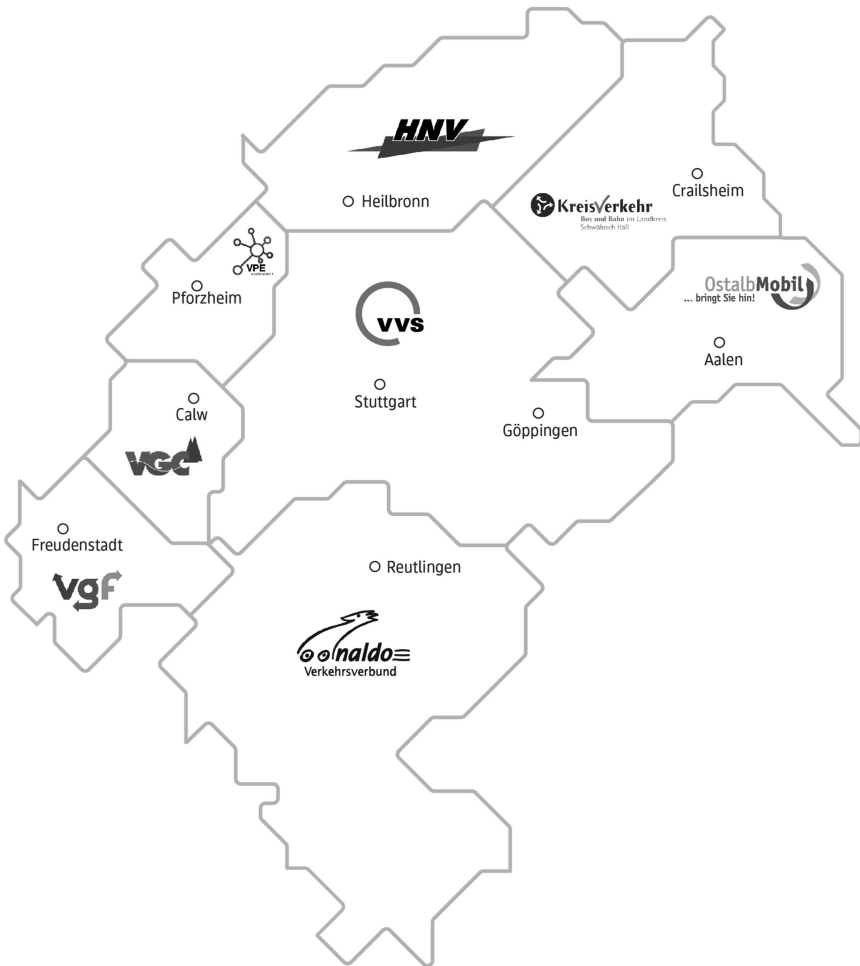 HNV
Heilbronn
Crailsheim
KreisVerkehr
Bus und Bahn im Landkreis
Schwäbisch Hall
VPE
Pforzheim
OstalbMobil
... bringt Sie hin!
VVS
Aalen
Stuttgart
Calw
Göppingen
VGC
Freudenstadt
Reutlingen
vgf
naldo
Verkehrsverbund